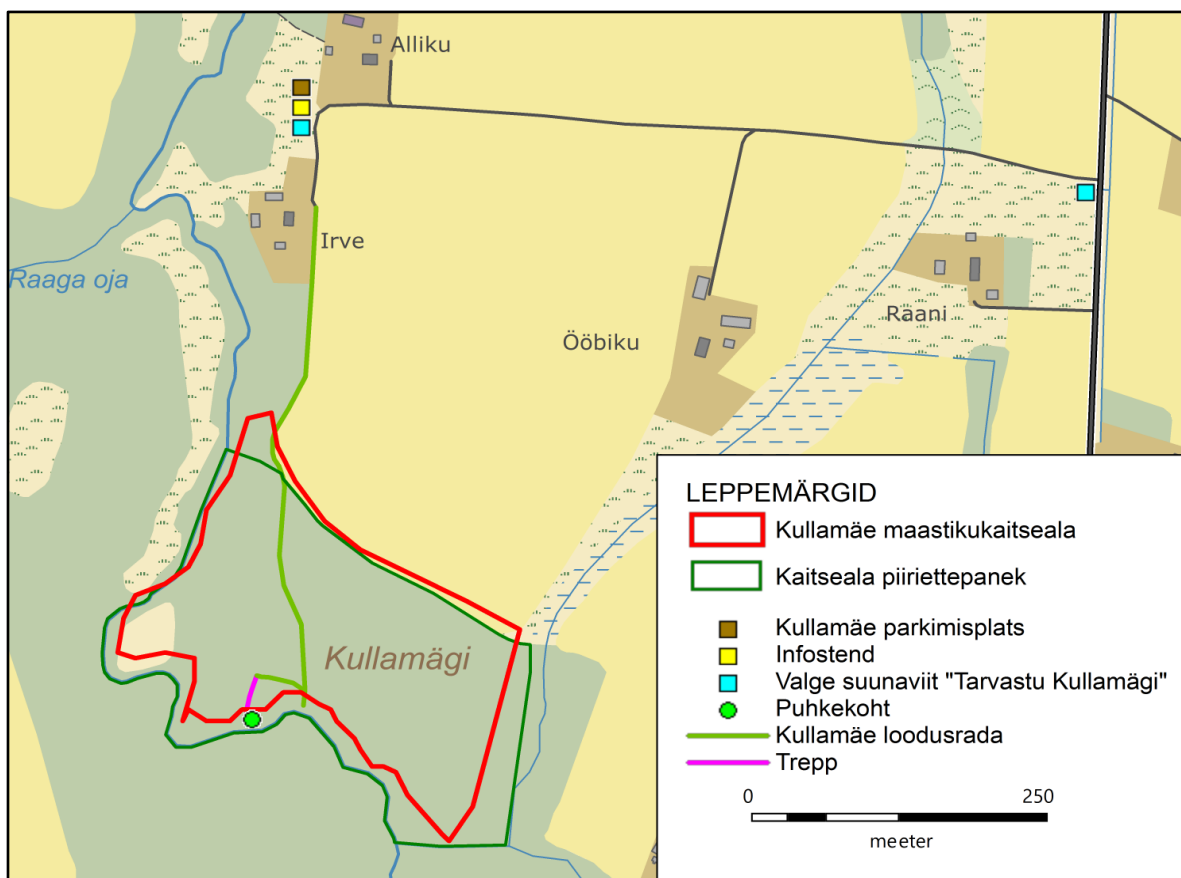 Alliku
Irve
Raaga oja
Ööbiku
Raani
Kullamägi
LEPPEMÄRGID
Kullamäe maastikukaitseala
Kaitseala piiriettepanek
Kullamäe parkimisplats
Infostend
Valge suunaviit "Tarvastu Kullamägi"
Puhkekoht
Kullamäe loodusrada
Trepp
0 250
meeter